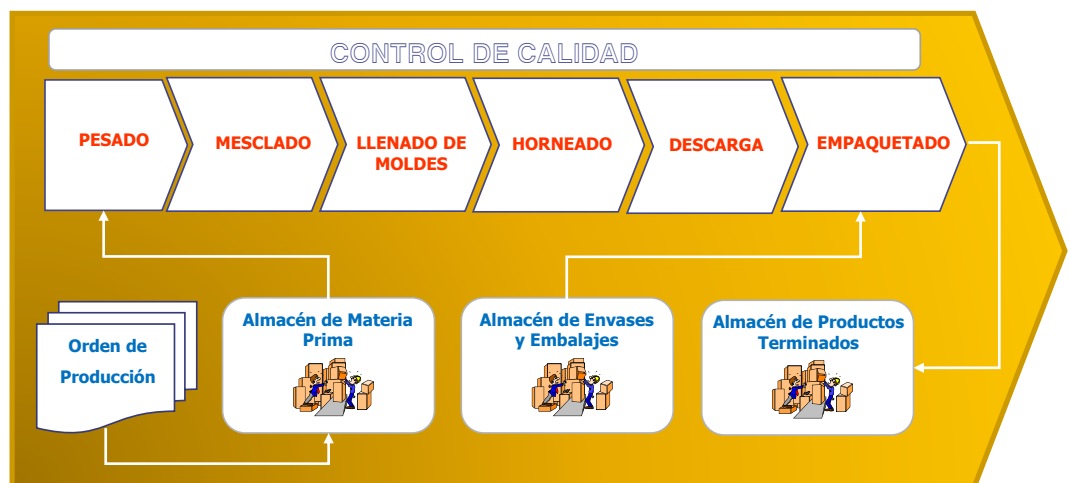 CONTROL DE CALIDAD
PESADO
MESCLADO
LLENADO DE
MOLDES
HORNEADO
DESCARGA
EMPAQUETADO
Orden de
Producción
Almacén de Materia
Prima
Almacén de Envases
y Embalajes
Almacén de Productos
Terminados